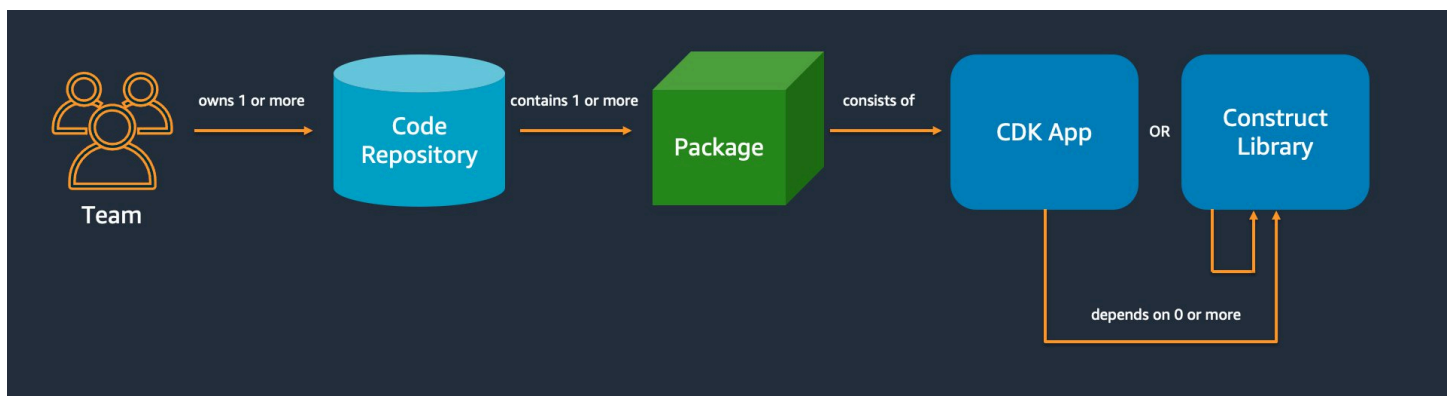 owns 1 or more
contains 1 or more
consists of
Code
Repository
Package
CDK App
OR
Construct
Library
Team
depends on 0 or more